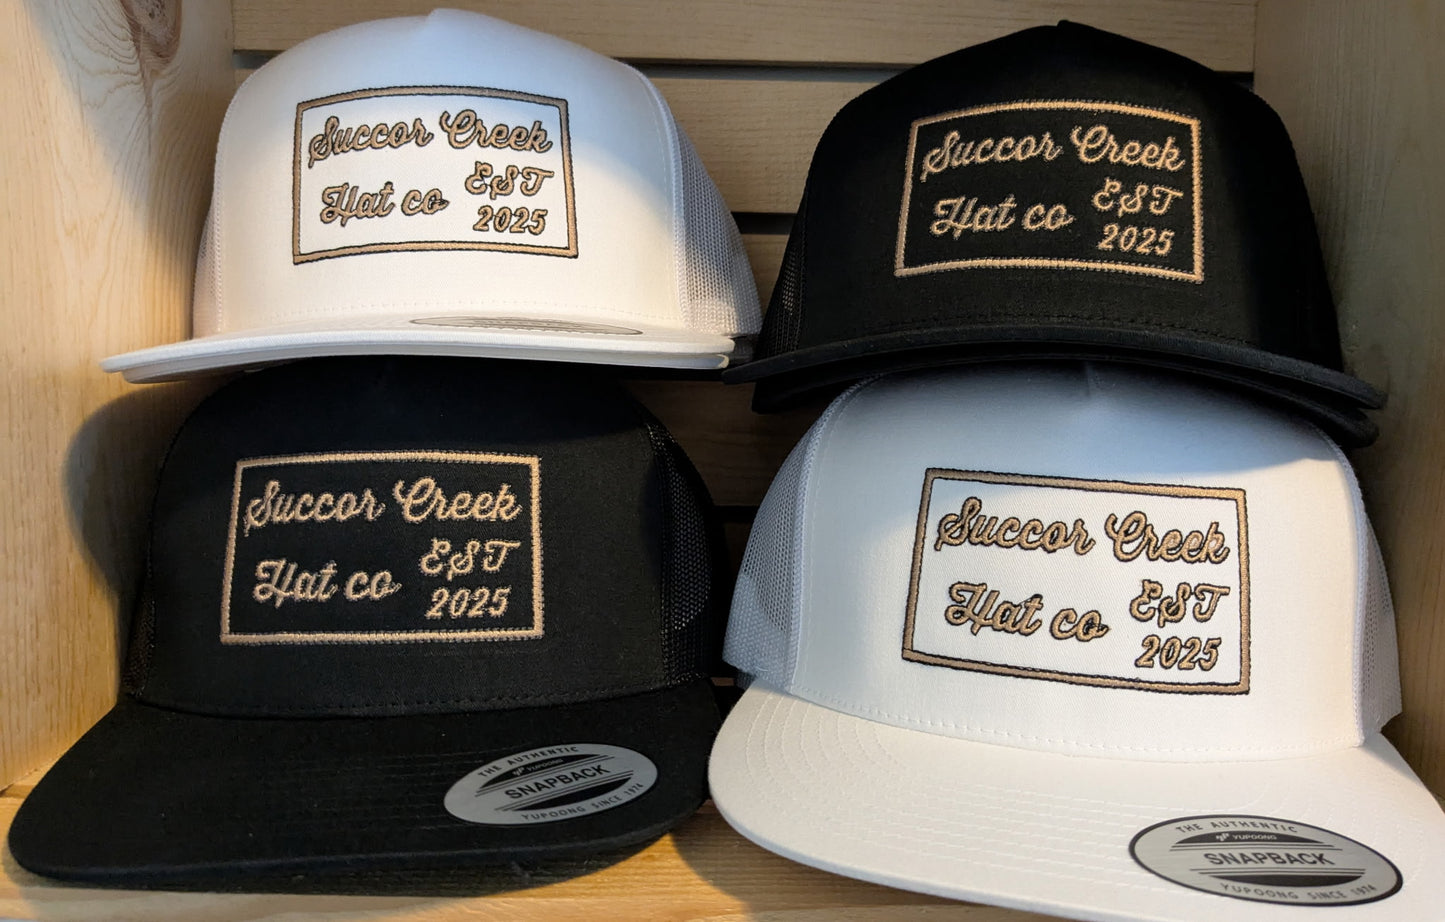 Succor Creek
Hat co EST
2025
Succor Creek
Hat co EST
2025
Succor Creek
Hat co EST
2025
THE AUTHENTIC
YUPOONG
SNAPBACK
YUPOONG SINCE 1974
Succor Creek
Hat co EST
2025
THE AUTHENTIC
YUPOONG
SNAPBACK
YUPOONG SINCE 1974